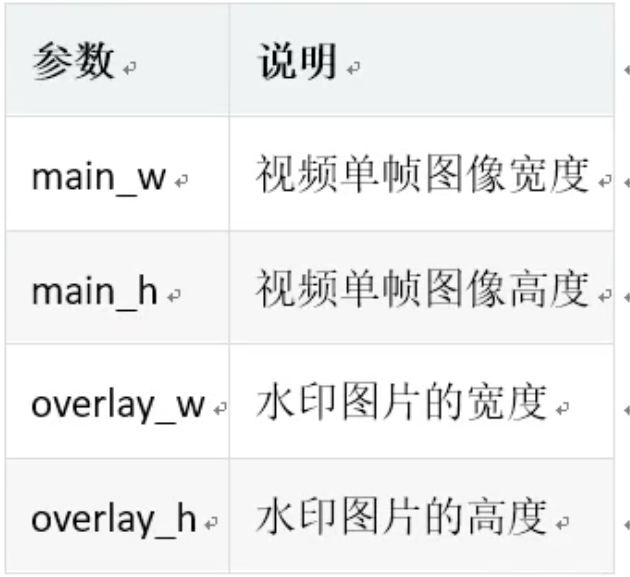 参数 说明
main_w 视频单帧图像宽度
main_h 视频单帧图像高度
overlay_w 水印图片的宽度
overlay_h 水印图片的高度